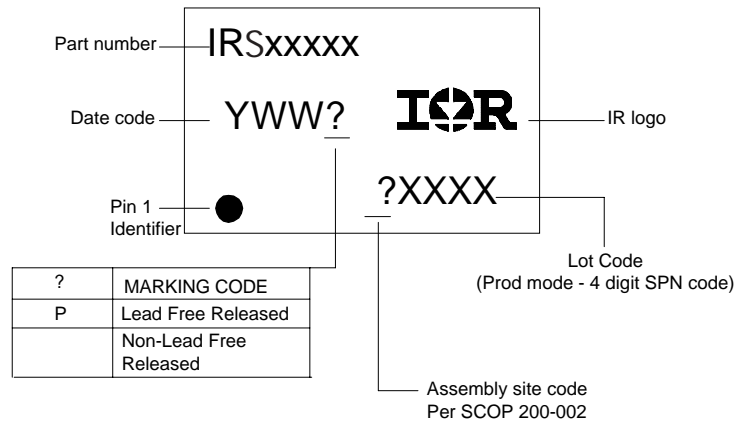 Part number
IRSxxxxx
Date code
YWW?
IOR
IR logo
?XXXX
Pin 1
Identifier
Lot Code
(Prod mode - 4 digit SPN code)
? MARKING CODE
P Lead Free Released
Non-Lead Free
Released
Assembly site code
Per SCOP 200-002